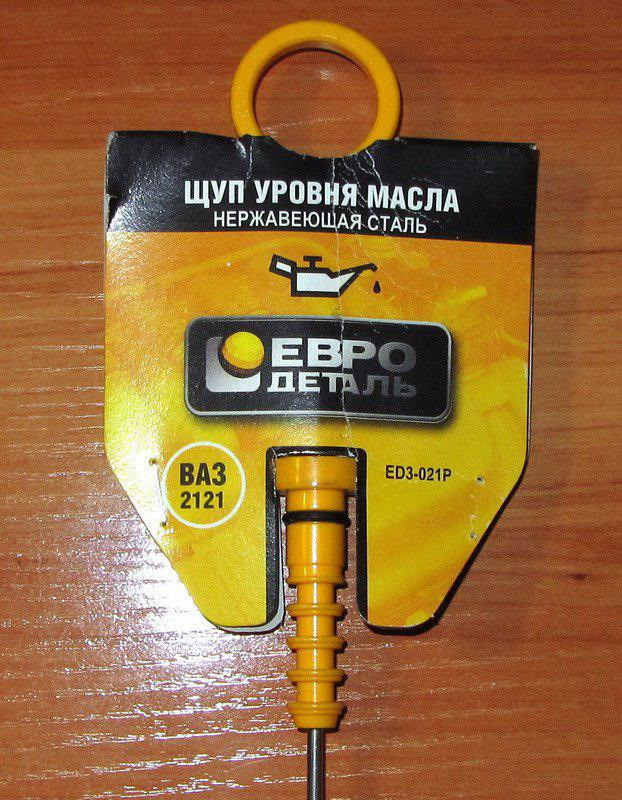 ЩУП УРОВНЯ МАСЛА
НЕРЖАВЕЮЩАЯ СТАЛЬ
ЕВРО
ДЕТАЛЬ
ВАЗ
2121
ED3-021P